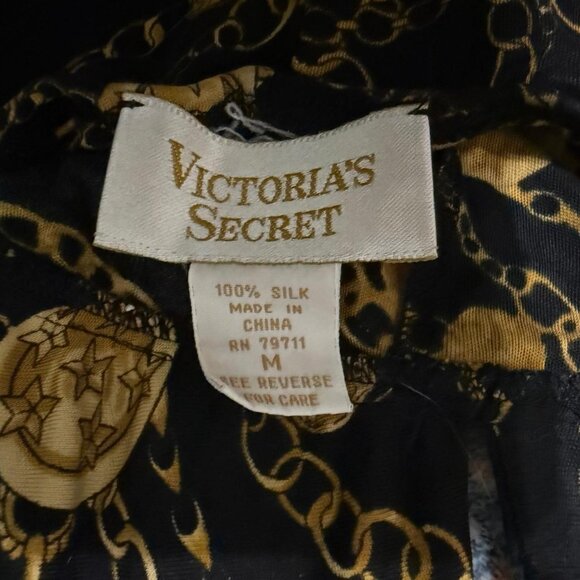 VICTORIA'S
SECRET
100% SILK
MADE IN
CHINA
RN 79711
M
SEE REVERSE
FOR CARE